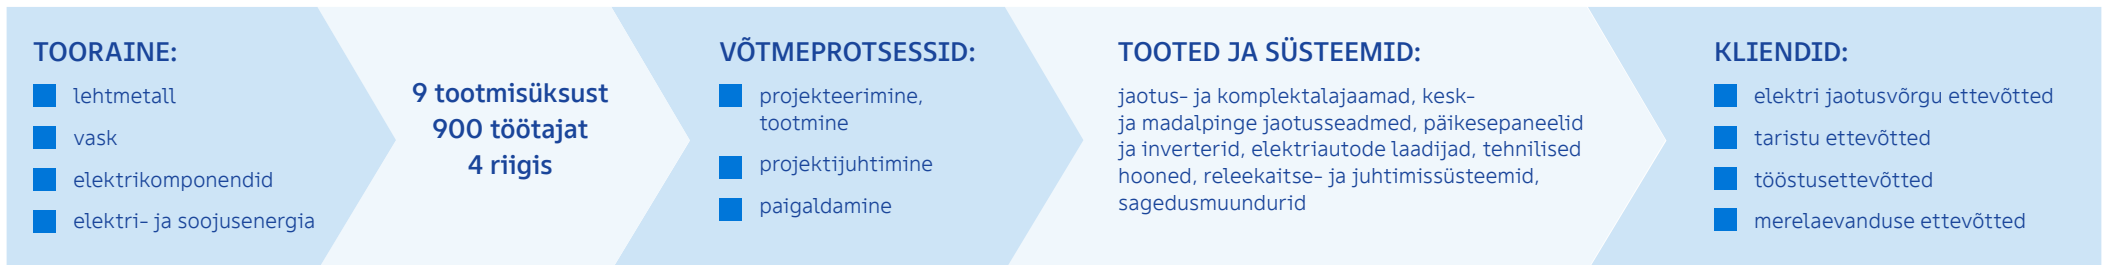 TOORAINE:
lehtmetall
vask
elektrikomponendid
elektri- ja soojusenergia
9 tootmisüksust
900 töötajat
4 riigis
VÕTMEPROTSESSID:
projekteerimine,
tootmine
projektijuhtimine
paigaldamine
TOOTED JA SÜSTEEMID:
jaotus- ja komplektalajaamad, kesk-
ja madalpinge jaotusseadmed, päikesepaneelid
ja inverterid, elektriautode laadijad, tehnilised
hooned, releekaitse- ja juhtimissüsteemid,
sagedusmuundurid
KLIENDID:
elektri jaotusvõrgu ettevõtted
taristu ettevõtted
tööstusettevõtted
merelaevanduse ettevõtted